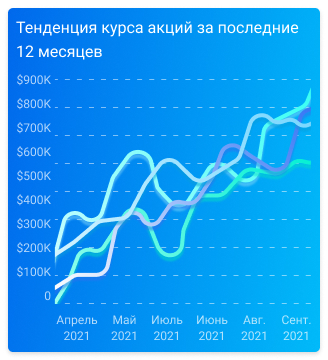 Тенденция курса акций за последние
12 месяцев
$900K
$800K
$700K
$600K
$500K
$400K
$300K
$200K
$100K
0
Апрель Май Июль Июнь Авг. Сент.
2021 2021 2021 2021 2021 2021